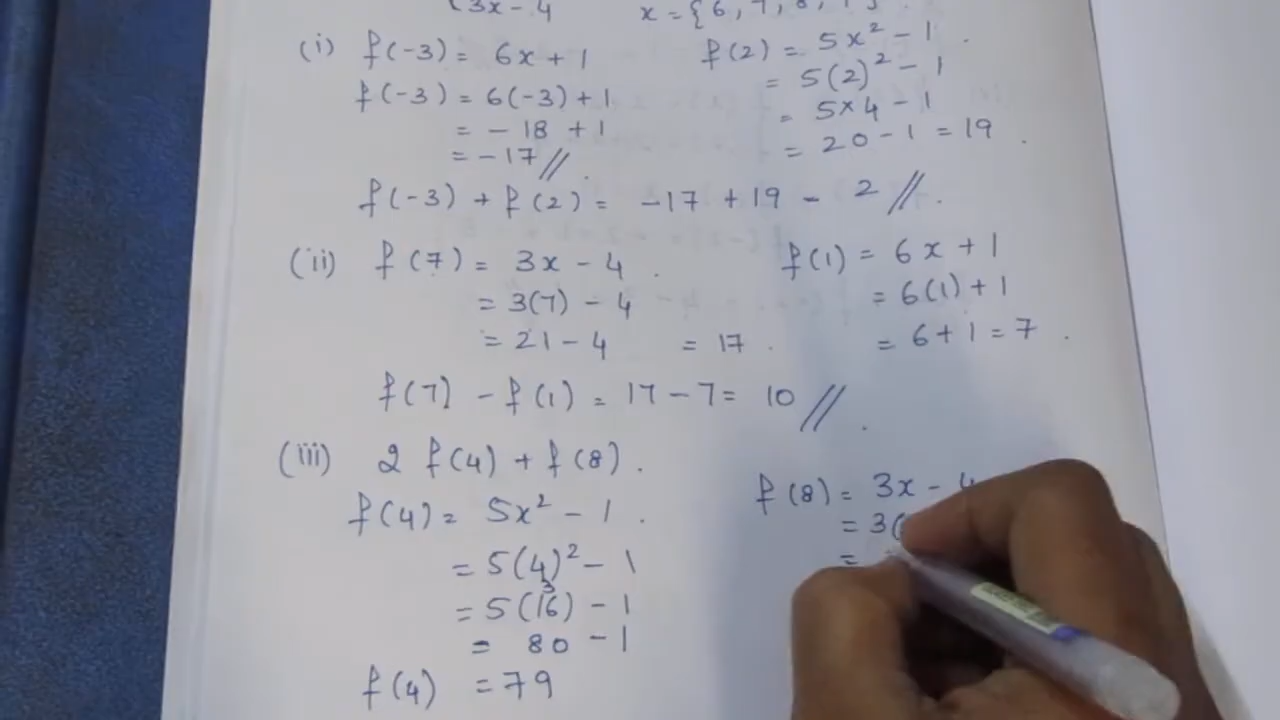 3x - 4 x = {6, 7, 8,
(i) f(-3) = 6x + 1 f(2) = 5x² - 1 .
f(-3) = 6(-3) + 1 = 5(2)² - 1
= - 18 + 1 = 5×4 - 1
= -17 // . = 20 - 1 = 19 .
f(-3) + f(2) = -17 + 19 - 2 // .
(ii) f(7) = 3x - 4 . f(1) = 6x + 1
= 3(7) - 4 = 6(1) + 1
= 21 - 4 = 17 . = 6 + 1 = 7 .
f(7) - f(1) = 17 - 7 = 10 // .
(iii) 2 f(4) + f(8) .
f(4) = 5x² - 1 . f(8) = 3x - 4
= 5(4)² - 1 = 3(
= 5(16) - 1 =
= 80 - 1
f(4) = 79